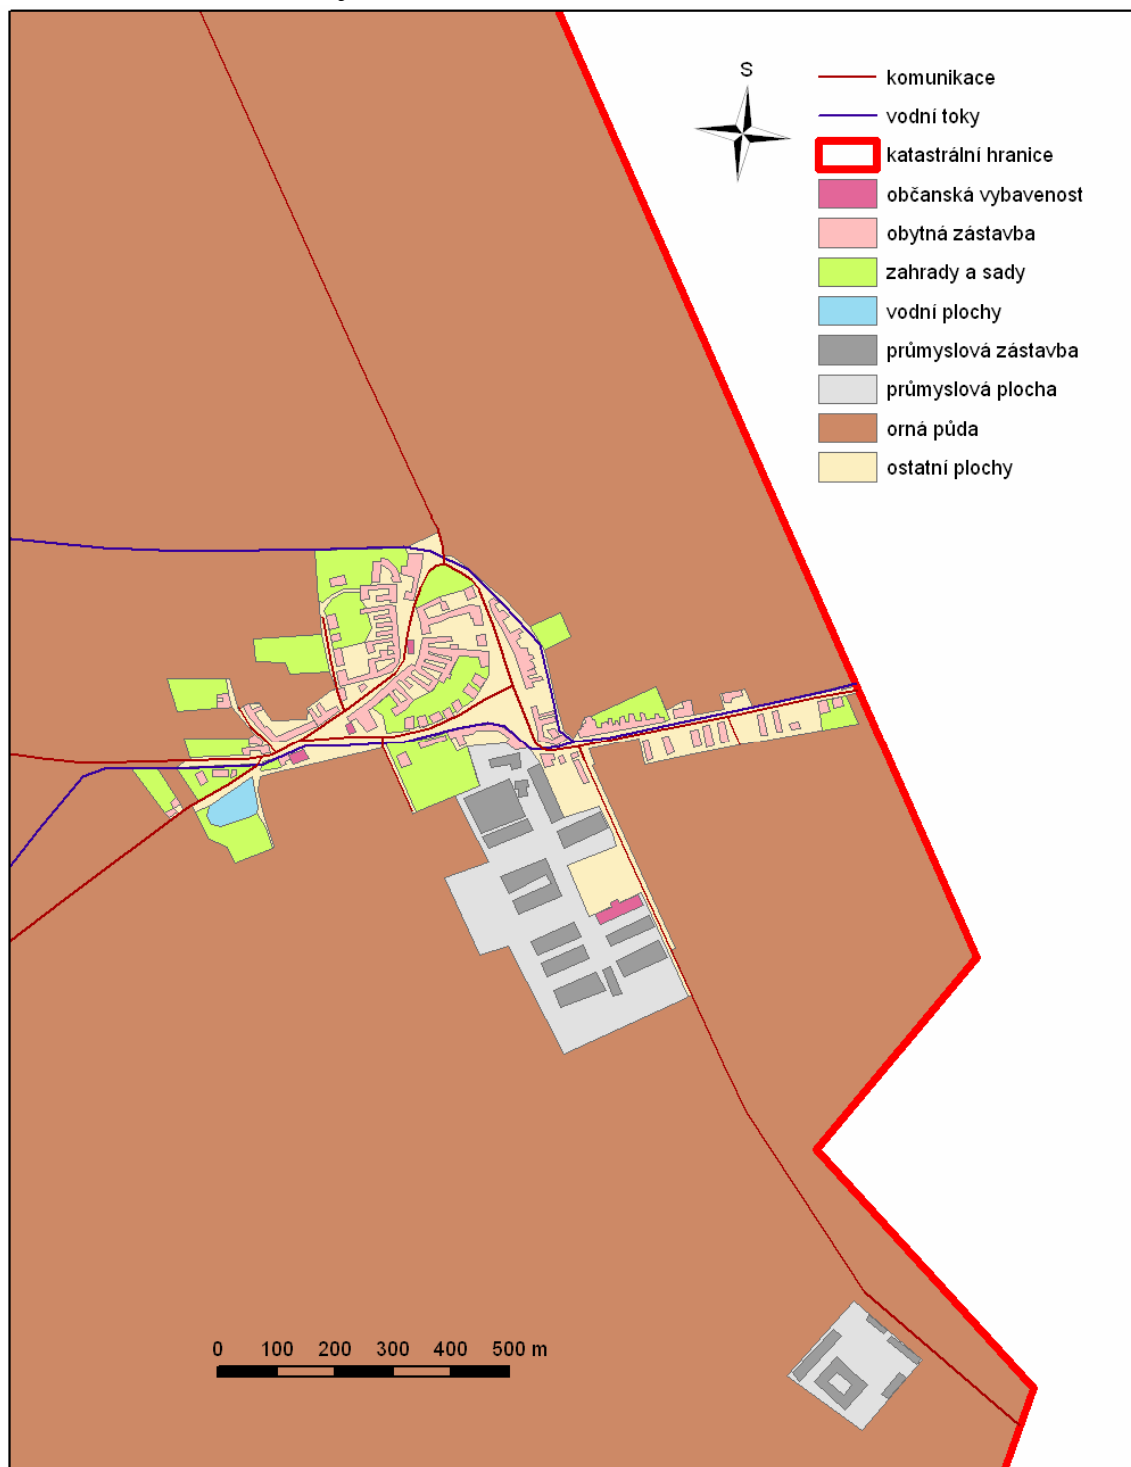 S
komunikace
vodní toky
katastrální hranice
občanská vybavenost
obytná zástavba
zahrady a sady
vodní plochy
průmyslová zástavba
průmyslová plocha
orná půda
ostatní plochy
0 100 200 300 400 500 m